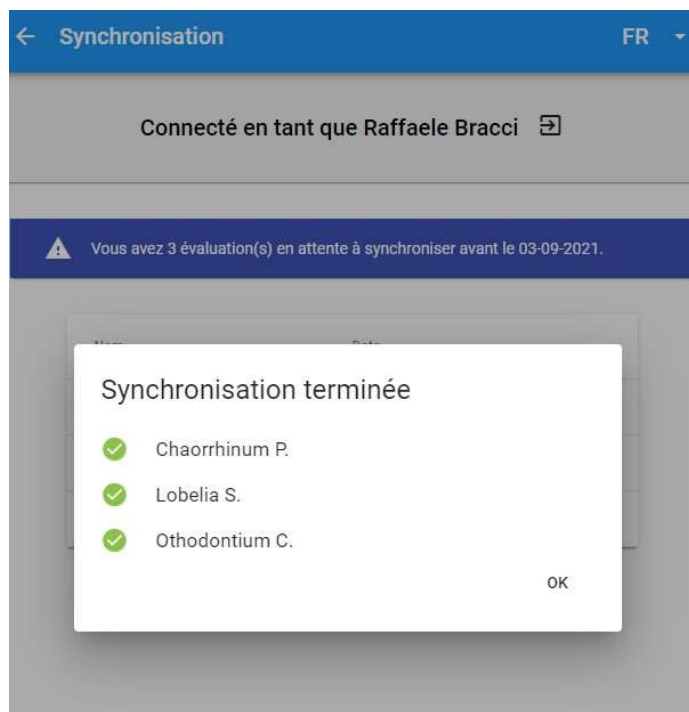 Synchronisation
FR
Connecté en tant que Raffaele Bracci
Vous avez 3 évaluation(s) en attente à synchroniser avant le 03-09-2021.
Synchronisation terminée
Chaorrhinum P.
Lobelia S.
Othodontium C.
OK